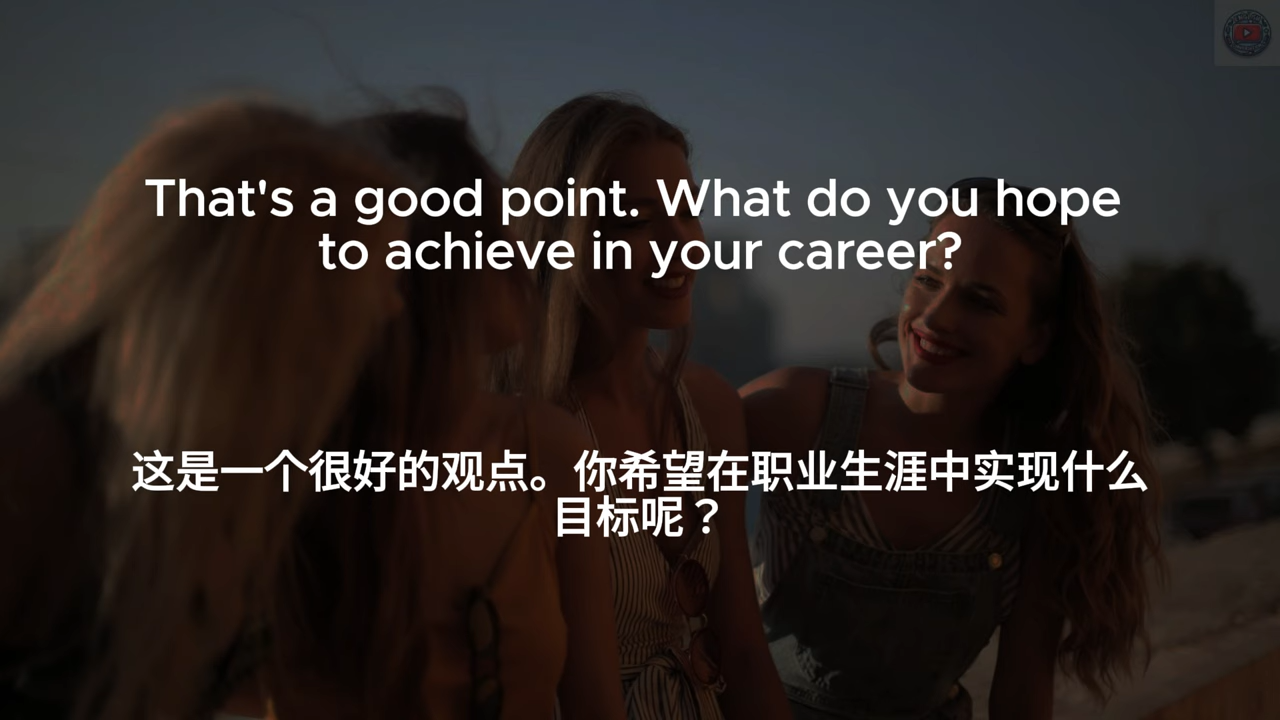 That's a good point. What do you hope
to achieve in your career?
这是一个很好的观点。你希望在职业生涯中实现什么
目标呢？